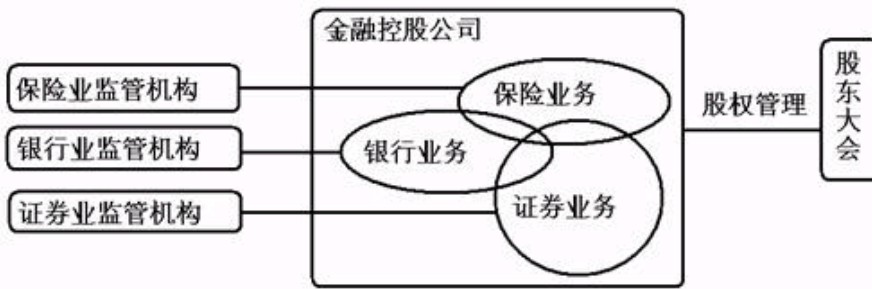 金融控股公司
保险业监管机构
保险业务
银行业监管机构
银行业务
证券业监管机构
证券业务
股权管理
股东大会